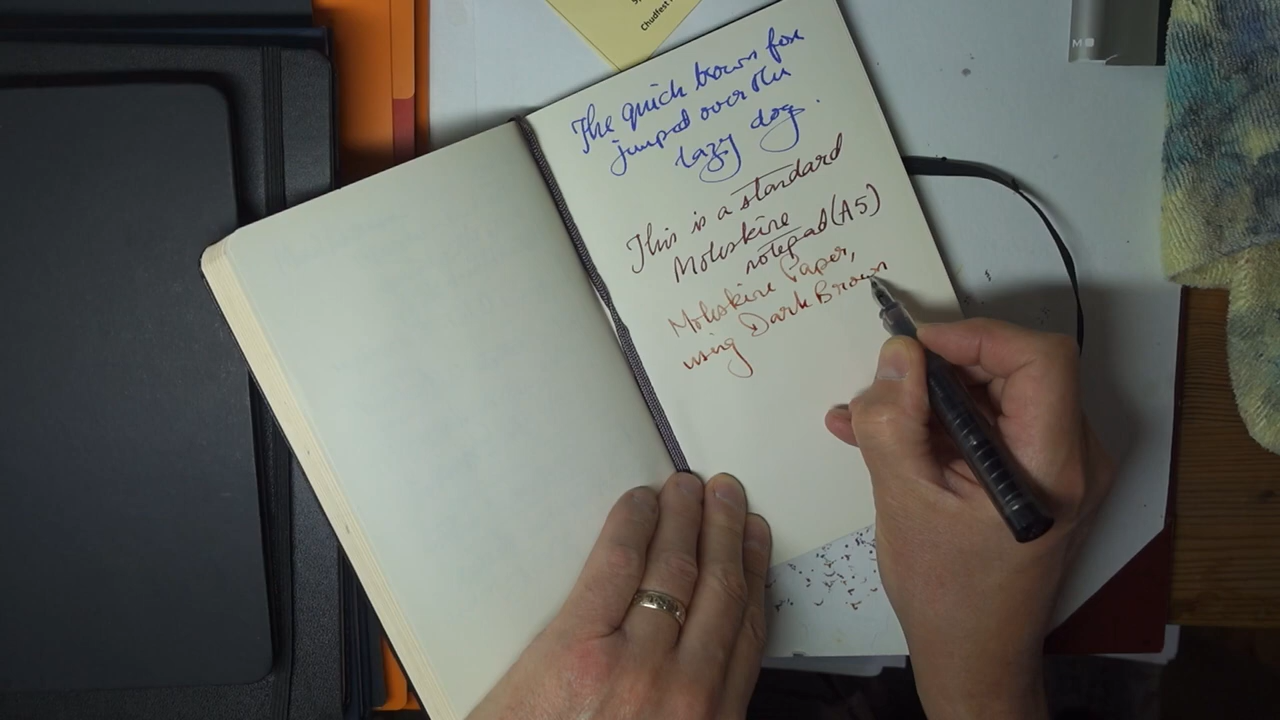 Chudfest
The quick brown fox
jumped over the
lazy dog.
This is a standard
Moleskine
notepad (A5)
Moleskine Paper,
using Dark Brown